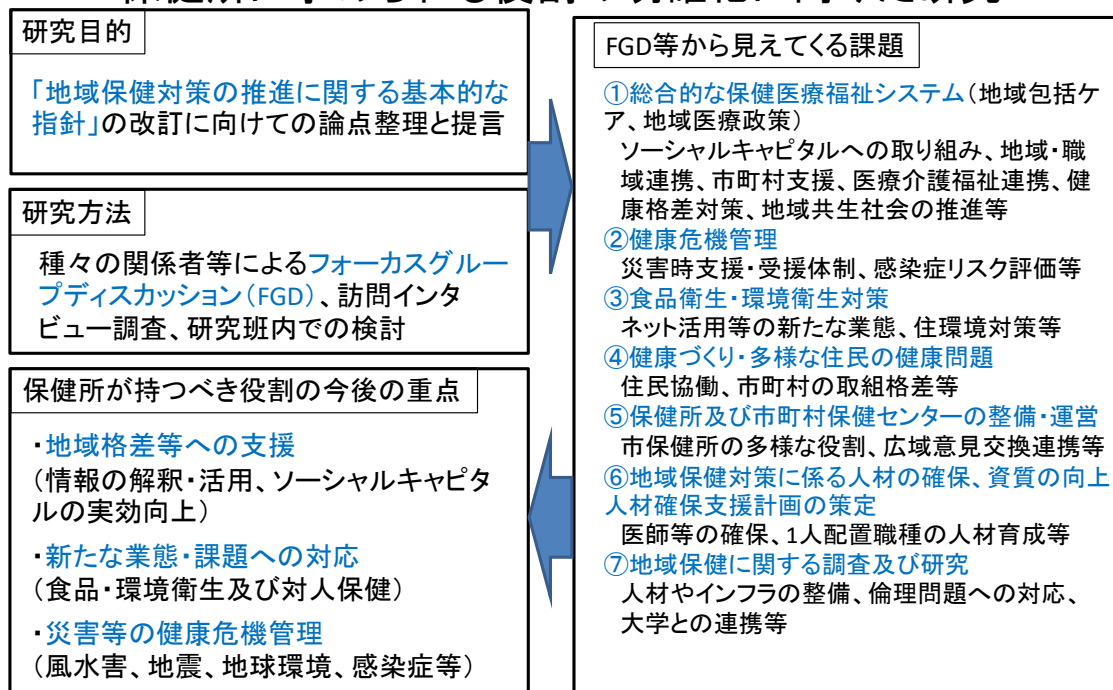 研究目的
「地域保健対策の推進に関する基本的な
指針」の改訂に向けての論点整理と提言
研究方法
種々の関係者等によるフォーカスグルー
プディスカッション(FGD)、訪問インタ
ビュー調査、研究班内での検討
保健所が持つべき役割の今後の重点
・地域格差等への支援
(情報の解釈・活用、ソーシャルキャピタ
ルの実効向上)
・新たな業態・課題への対応
(食品・環境衛生及び対人保健)
・災害等の健康危機管理
(風水害、地震、地球環境、感染症等)
FGD等から見えてくる課題
①総合的な保健医療福祉システム(地域包括ケ
ア、地域医療政策)
ソーシャルキャピタルへの取り組み、地域・職
域連携、市町村支援、医療介護福祉連携、健
康格差対策、地域共生社会の推進等
②健康危機管理
災害時支援・受援体制、感染症リスク評価等
③食品衛生・環境衛生対策
ネット活用等の新たな業態、住環境対策等
④健康づくり・多様な住民の健康問題
住民協働、市町村の取組格差等
⑤保健所及び市町村保健センターの整備・運営
市保健所の多様な役割、広域意見交換連携等
⑥地域保健対策に係る人材の確保、資質の向上
人材確保支援計画の策定
医師等の確保、1人配置職種の人材育成等
⑦地域保健に関する調査及び研究
人材やインフラの整備、倫理問題への対応、
大学との連携等